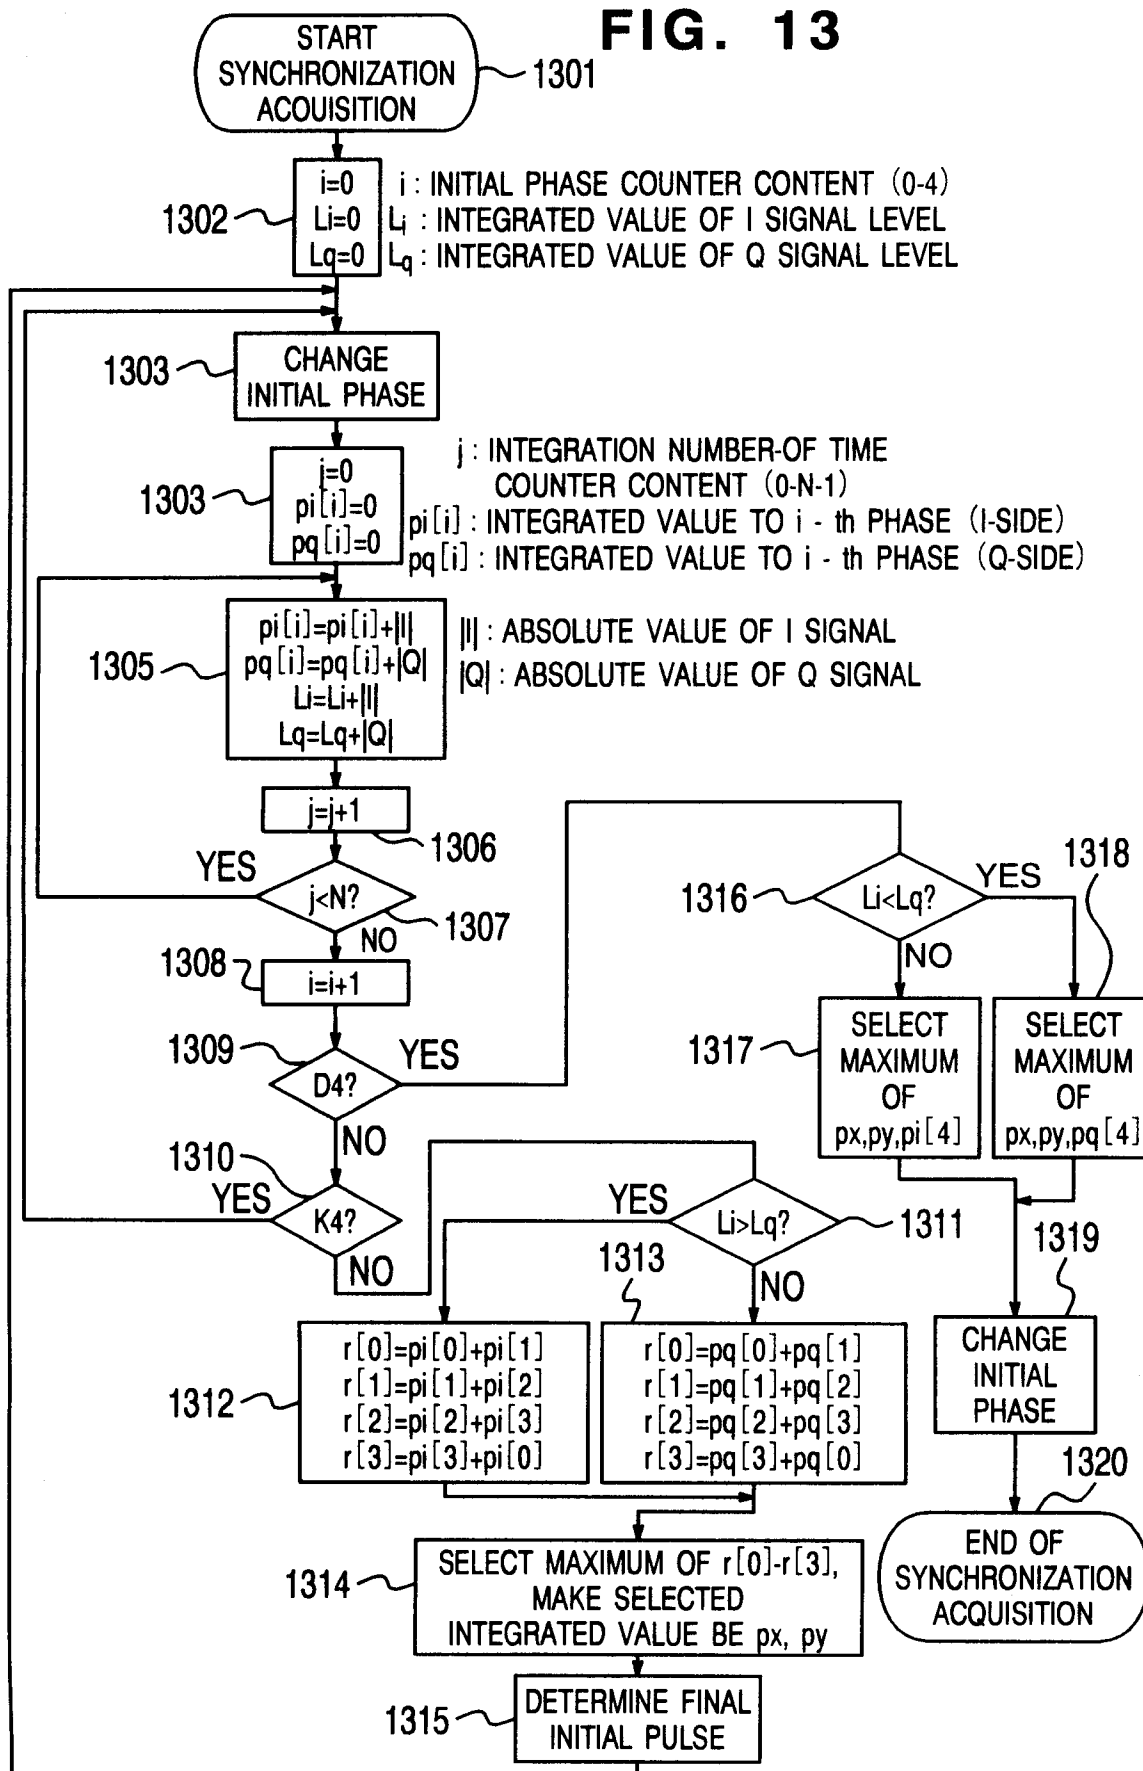 FIG. 13
START
SYNCHRONIZATION
ACOUISITION
1301
i=0
Li=0
Lq=0
1302
i : INITIAL PHASE COUNTER CONTENT (0-4)
Li : INTEGRATED VALUE OF I SIGNAL LEVEL
Lq : INTEGRATED VALUE OF Q SIGNAL LEVEL
1303
CHANGE
INITIAL PHASE
1303
j=0
pi[i]=0
pq[i]=0
j : INTEGRATION NUMBER-OF TIME
COUNTER CONTENT (0-N-1)
pi[i] : INTEGRATED VALUE TO i - th PHASE (I-SIDE)
pq[i] : INTEGRATED VALUE TO i - th PHASE (Q-SIDE)
1305
pi[i]=pi[i]+|I|
pq[i]=pq[i]+|Q|
Li=Li+|I|
Lq=Lq+|Q|
|I| : ABSOLUTE VALUE OF I SIGNAL
|Q| : ABSOLUTE VALUE OF Q SIGNAL
j=j+1
1306
YES
j<N?
1307
NO
1308
i=i+1
1309
D4?
YES
NO
1310
YES
K4?
NO
1316
Li<Lq?
YES
1318
NO
1317
SELECT
MAXIMUM
OF
px,py,pi[4]
SELECT
MAXIMUM
OF
px,py,pq[4]
YES
Li>Lq?
1311
1313
NO
1319
CHANGE
INITIAL
PHASE
1312
r[0]=pi[0]+pi[1]
r[1]=pi[1]+pi[2]
r[2]=pi[2]+pi[3]
r[3]=pi[3]+pi[0]
r[0]=pq[0]+pq[1]
r[1]=pq[1]+pq[2]
r[2]=pq[2]+pq[3]
r[3]=pq[3]+pq[0]
1320
END OF
SYNCHRONIZATION
ACQUISITION
1314
SELECT MAXIMUM OF r[0]-r[3],
MAKE SELECTED
INTEGRATED VALUE BE px, py
1315
DETERMINE FINAL
INITIAL PULSE